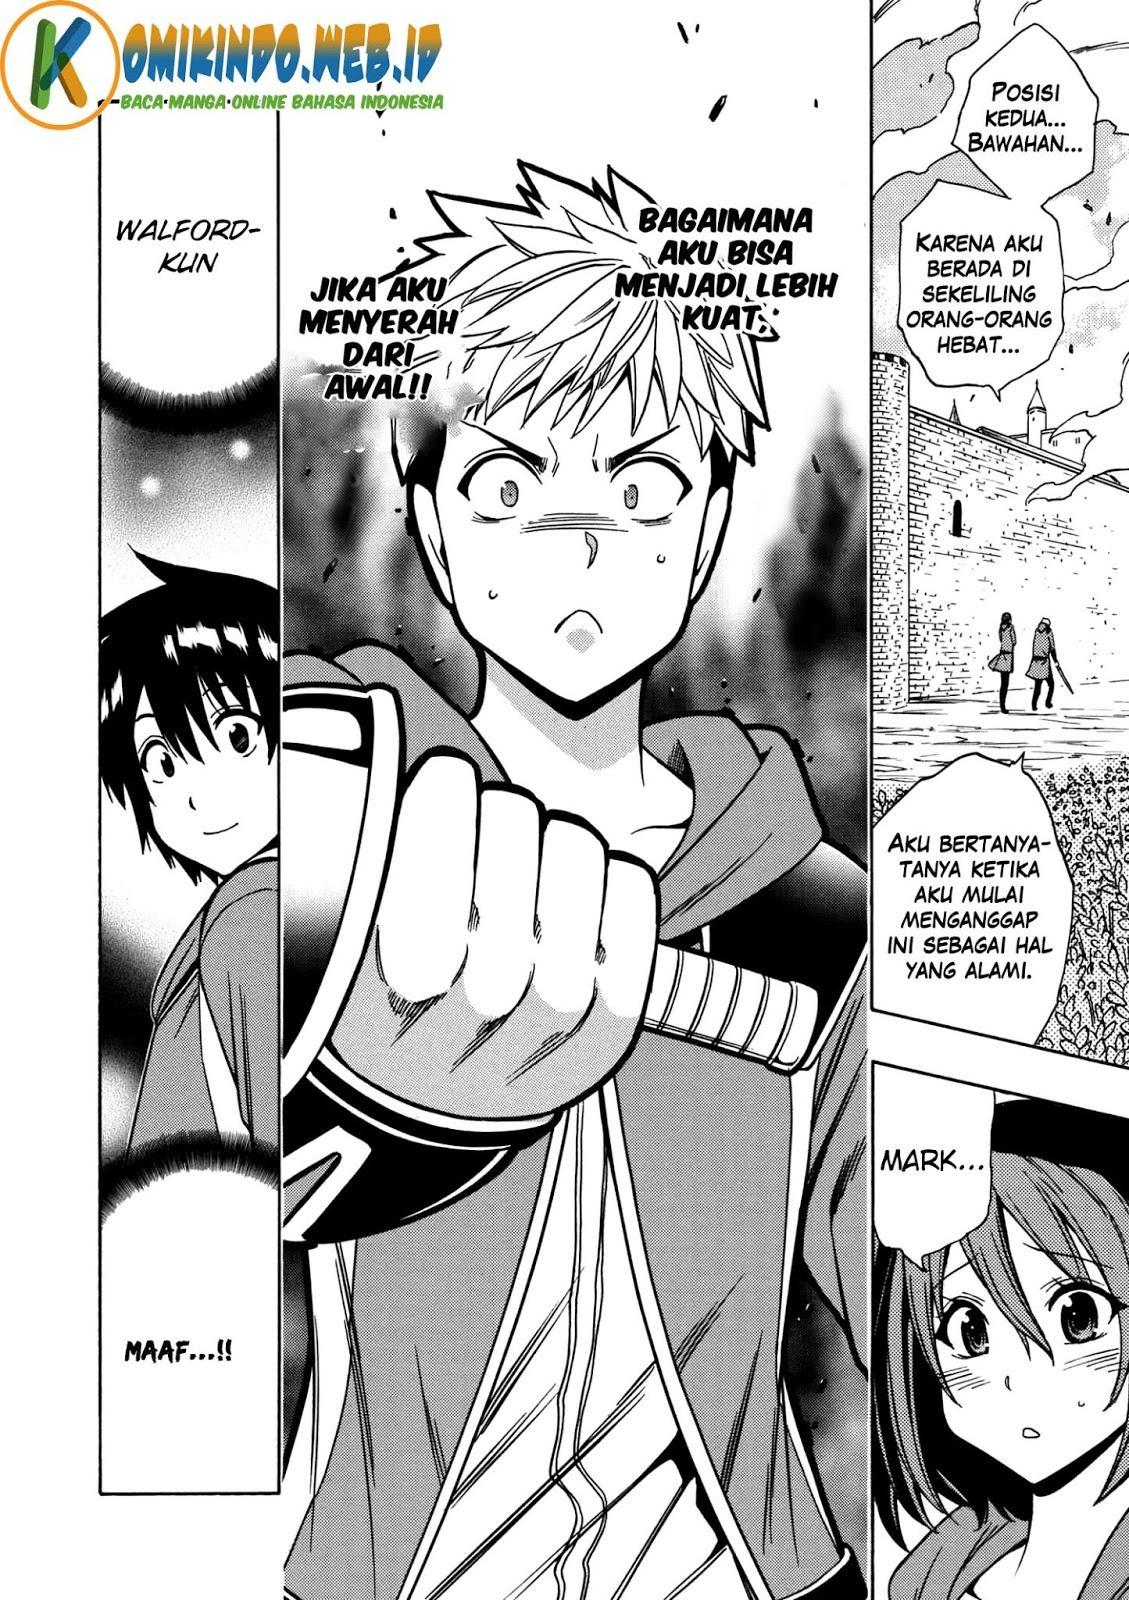 KOMIKINDO.WEB.ID
BACA MANGA ONLINE BAHASA INDONESIA
POSISI
KEDUA...
BAWAHAN...
KARENA AKU
BERADA DI
SEKELILING
ORANG-ORANG
HEBAT...
AKU BERTANYA-
TANYA KETIKA
AKU MULAI
MENGANGGAP
INI SEBAGAI HAL
YANG ALAMI.
MARK...
BAGAIMANA
AKU BISA
MENJADI LEBIH
KUAT,
JIKA AKU
MENYERAH
DARI
AWAL!!
WALFORD-
KUN
MAAF...!!